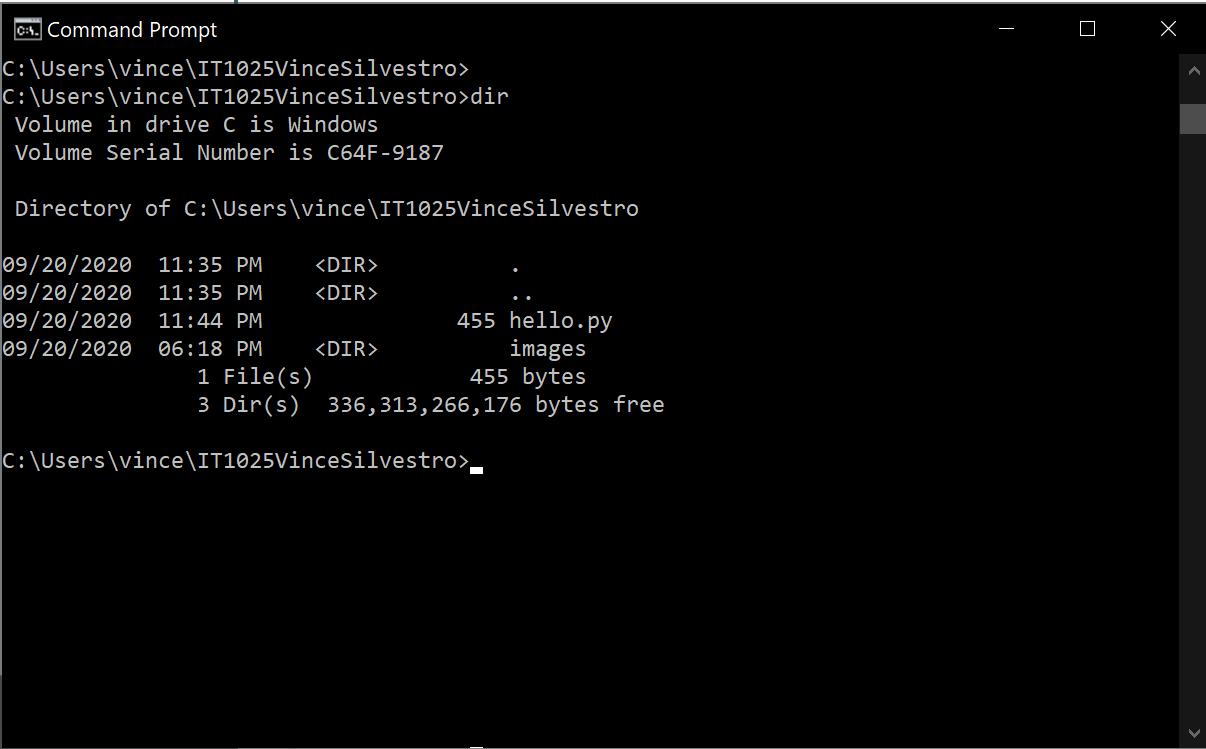 Command Prompt
C:\Users\vince\IT1025VinceSilvestro>
C:\Users\vince\IT1025VinceSilvestro>dir
 Volume in drive C is Windows
 Volume Serial Number is C64F-9187

 Directory of C:\Users\vince\IT1025VinceSilvestro

09/20/2020  11:35 PM    <DIR>          .
09/20/2020  11:35 PM    <DIR>          ..
09/20/2020  11:44 PM               455 hello.py
09/20/2020  06:18 PM    <DIR>          images
               1 File(s)            455 bytes
               3 Dir(s)  336,313,266,176 bytes free

C:\Users\vince\IT1025VinceSilvestro>